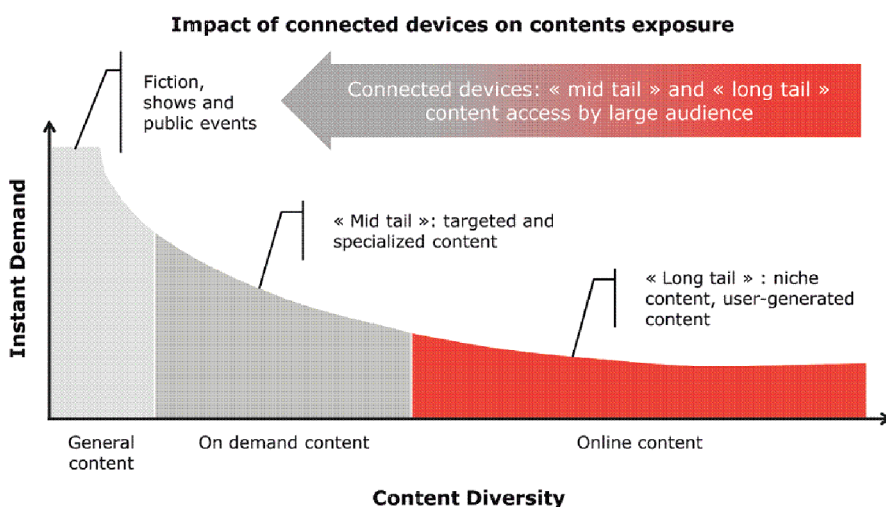 Impact of connected devices on contents exposure
Fiction,
shows and
public events
Connected devices: « mid tail » and « long tail »
content access by large audience
« Mid tail »: targeted and
specialized content
« Long tail » : niche
content, user-generated
content
Instant Demand
General
content
On demand content
Online content
Content Diversity